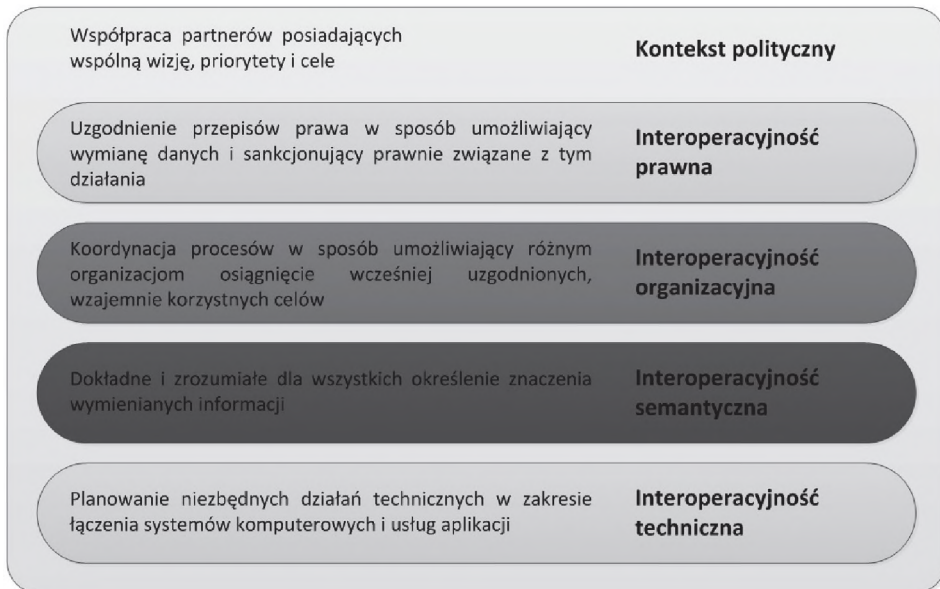 Współpraca partnerów posiadających
wspólną wizję, priorytety i cele
Kontekst polityczny
Uzgodnienie przepisów prawa w sposób umożliwiający
wymianę danych i sankcjonujący prawnie związane z tym
działania
Interoperacyjność
prawna
Koordynacja procesów w sposób umożliwiający różnym
organizacjom osiągnięcie wcześniej uzgodnionych,
wzajemnie korzystnych celów
Interoperacyjność
organizacyjna
Dokładne i zrozumiałe dla wszystkich określenie znaczenia
wymienianych informacji
Interoperacyjność
semantyczna
Planowanie niezbędnych działań technicznych w zakresie
łączenia systemów komputerowych i usług aplikacji
Interoperacyjność
techniczna